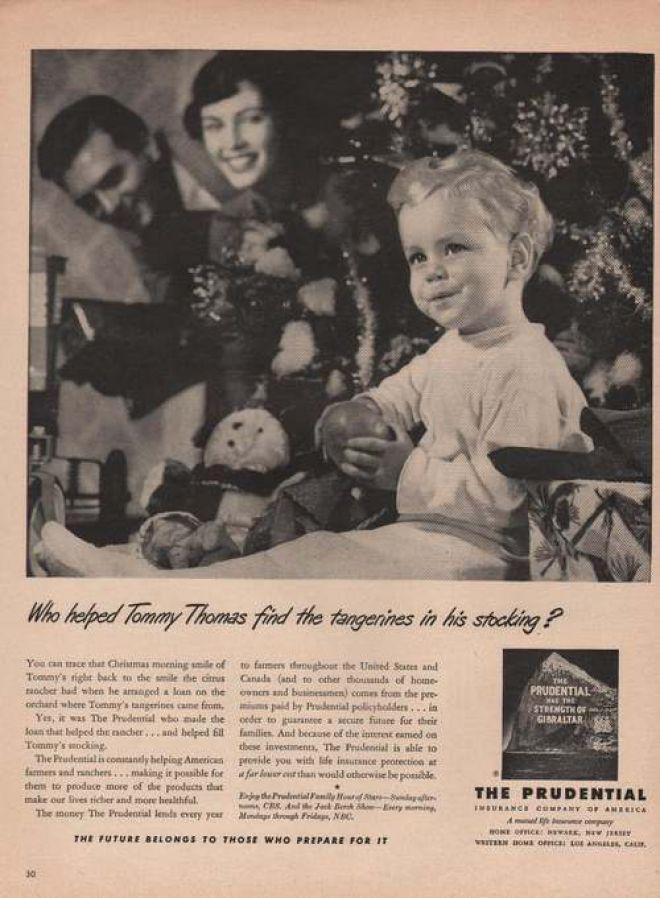 Who helped Tommy Thomas find the tangerines in his stocking?
You can trace that Christmas morning smile of
Tommy's right back to the smile the citrus
rancher had when he arranged a loan on the
orchard where Tommy's tangerines came from.
Yes, it was The Prudential who made the
loan that helped the rancher . . . and helped fill
Tommy's stocking.
The Prudential is constantly helping American
farmers and ranchers . . . making it possible for
them to produce more of the products that
make our lives richer and more healthful.
The money The Prudential lends every year
to farmers throughout the United States and
Canada (and to other thousands of home-
owners and businessmen) comes from the pre-
miums paid by Prudential policyholders . . . in
order to guarantee a secure future for their
families. And because of the interest earned on
these investments, The Prudential is able to
provide you with life insurance protection at
a far lower cost than would otherwise be possible.
★
Enjoy the Prudential Family Hour of Stars—Sunday after-
noons, CBS. And the Jack Berch Show—Every morning,
Mondays through Fridays, NBC.
THE FUTURE BELONGS TO THOSE WHO PREPARE FOR IT
THE
PRUDENTIAL
HAS THE
STRENGTH OF
GIBRALTAR
®
THE PRUDENTIAL
INSURANCE COMPANY OF AMERICA
A mutual life insurance company
HOME OFFICE: NEWARK, NEW JERSEY
WESTERN HOME OFFICE: LOS ANGELES, CALIF.
30